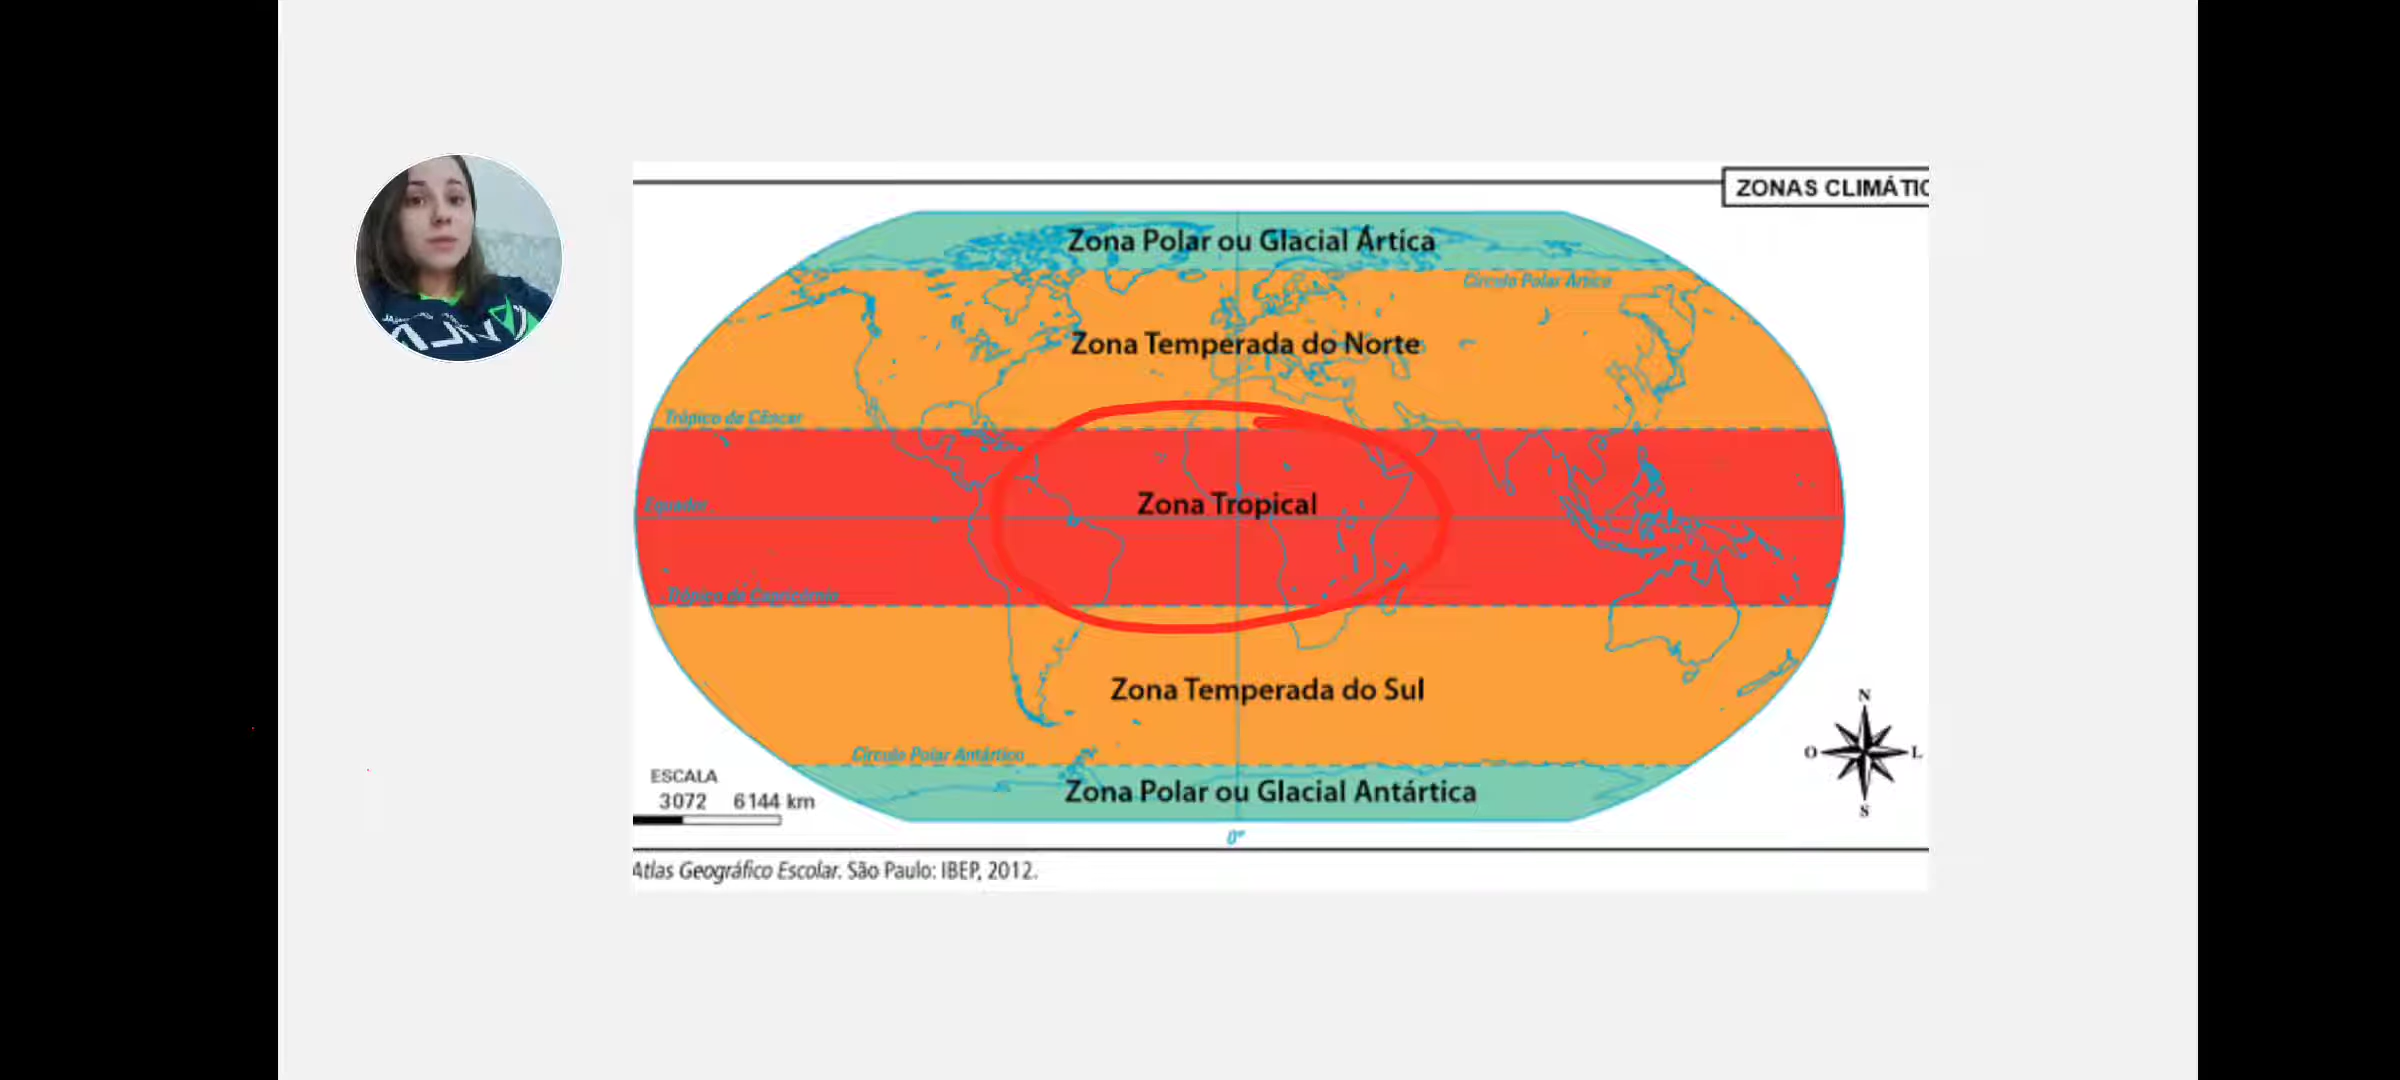 ZONAS CLIMÁTIC
Zona Polar ou Glacial Ártica
Círculo Polar Ártico
Zona Temperada do Norte
Trópico de Câncer
Zona Tropical
Equador
Trópico de Capricórnio
Zona Temperada do Sul
Círculo Polar Antártico
Zona Polar ou Glacial Antártica
N
O L
S
ESCALA
3072 6144 km
0°
Atlas Geográfico Escolar. São Paulo: IBEP, 2012.